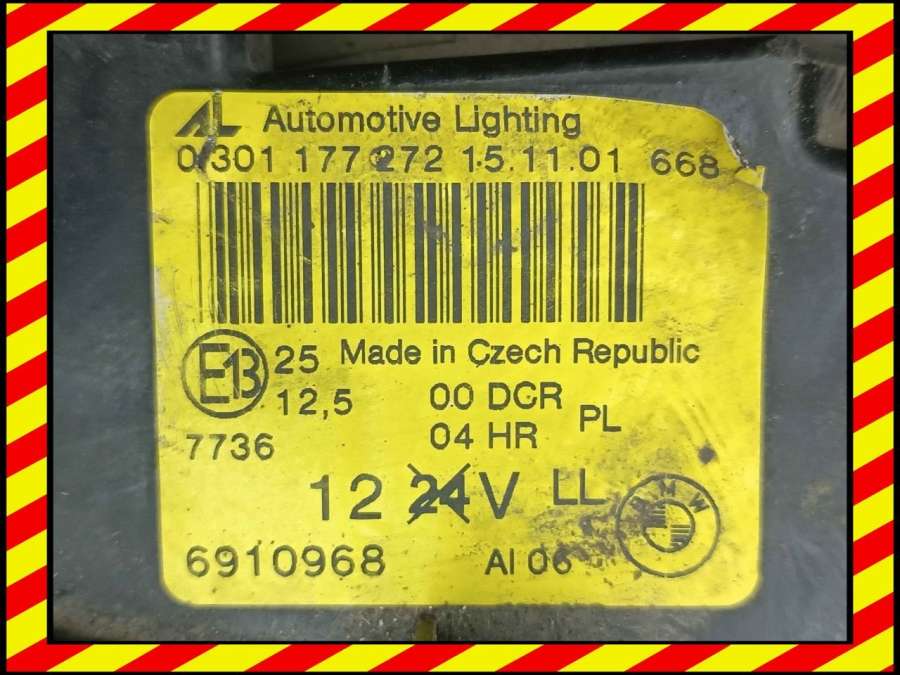 AL Automotive Lighting
0 301 177 272 15.11.01 668
E13 25 Made in Czech Republic
12,5 00 DCR PL
7736 04 HR
12 24 V LL
BMW
6910968 AI 06